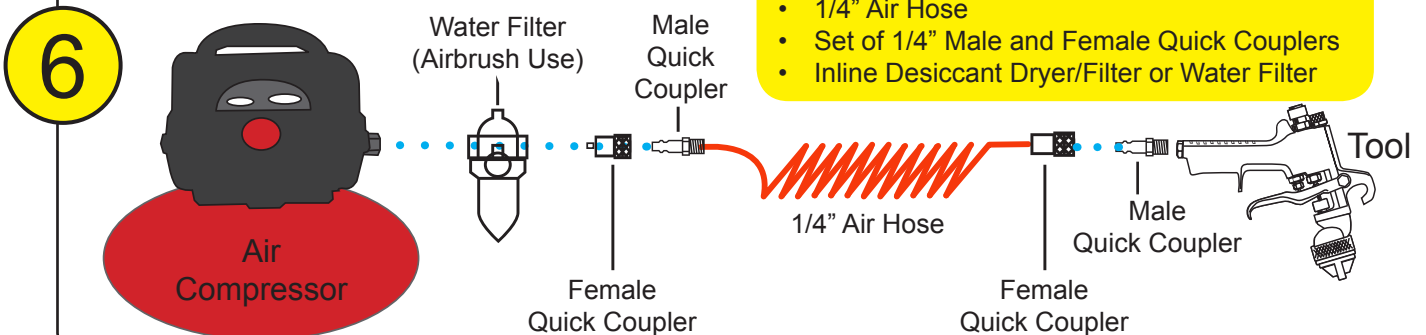 6
Water Filter
(Airbrush Use)
Male
Quick
Coupler
• 1/4” Air Hose
• Set of 1/4” Male and Female Quick Couplers
• Inline Desiccant Dryer/Filter or Water Filter
Tool
1/4” Air Hose
Male
Quick Coupler
Air
Compressor
Female
Quick Coupler
Female
Quick Coupler